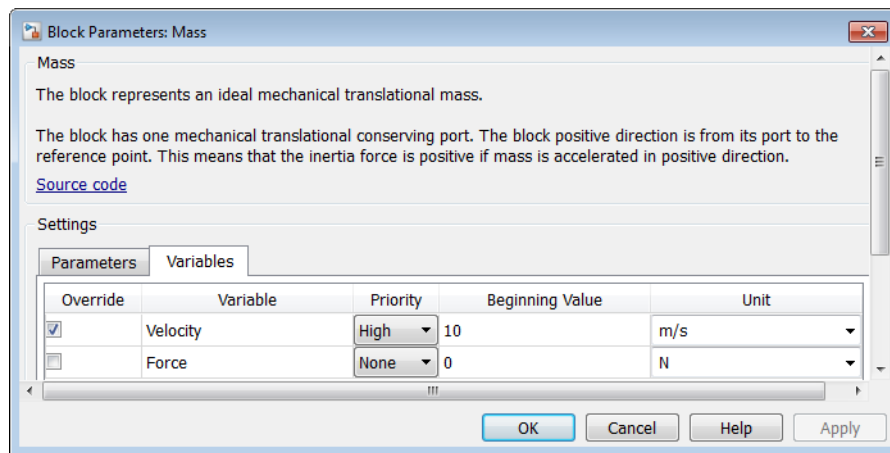 Block Parameters: Mass
Mass
The block represents an ideal mechanical translational mass.
The block has one mechanical translational conserving port. The block positive direction is from its port to the
reference point. This means that the inertia force is positive if mass is accelerated in positive direction.
Source code
Settings
Parameters Variables
Override Variable Priority Beginning Value Unit
Velocity High 10 m/s
Force None 0 N
OK Cancel Help Apply